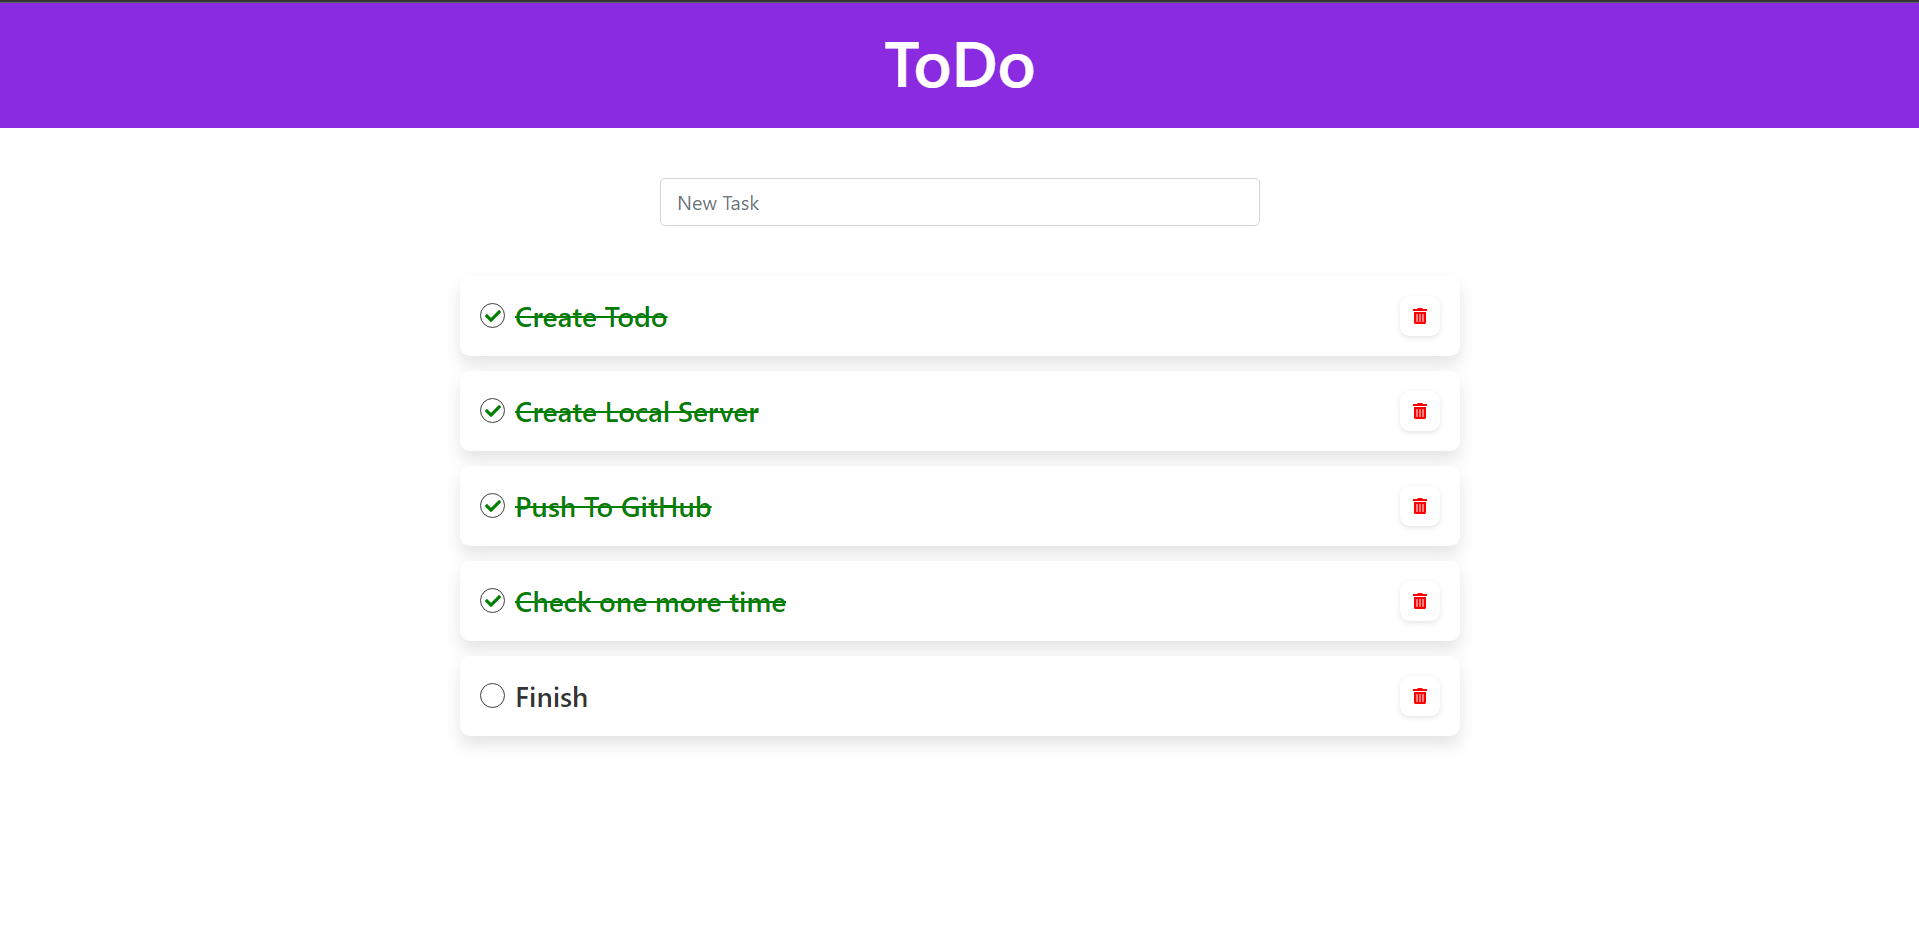 ToDo
New Task
Create Todo
Create Local Server
Push To GitHub
Check one more time
Finish